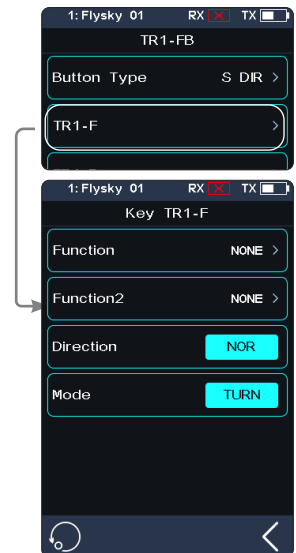 1: Flysky 01 RX TX
TR1-FB
Button Type S DIR >
TR1-F >
1: Flysky 01 RX TX
Key TR1-F
Function NONE >
Function2 NONE >
Direction NOR
Mode TURN